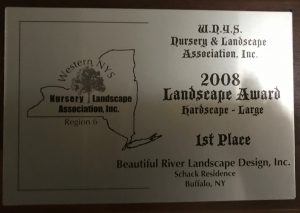 Western NYS
Nursery Landscape
Association, Inc.
Region 6
W.N.Y.S.
Nursery & Landscape
Association, Inc.
2008
Landscape Award
Hardscape - Large
1st Place
Beautiful River Landscape Design, Inc.
Schack Residence
Buffalo, NY